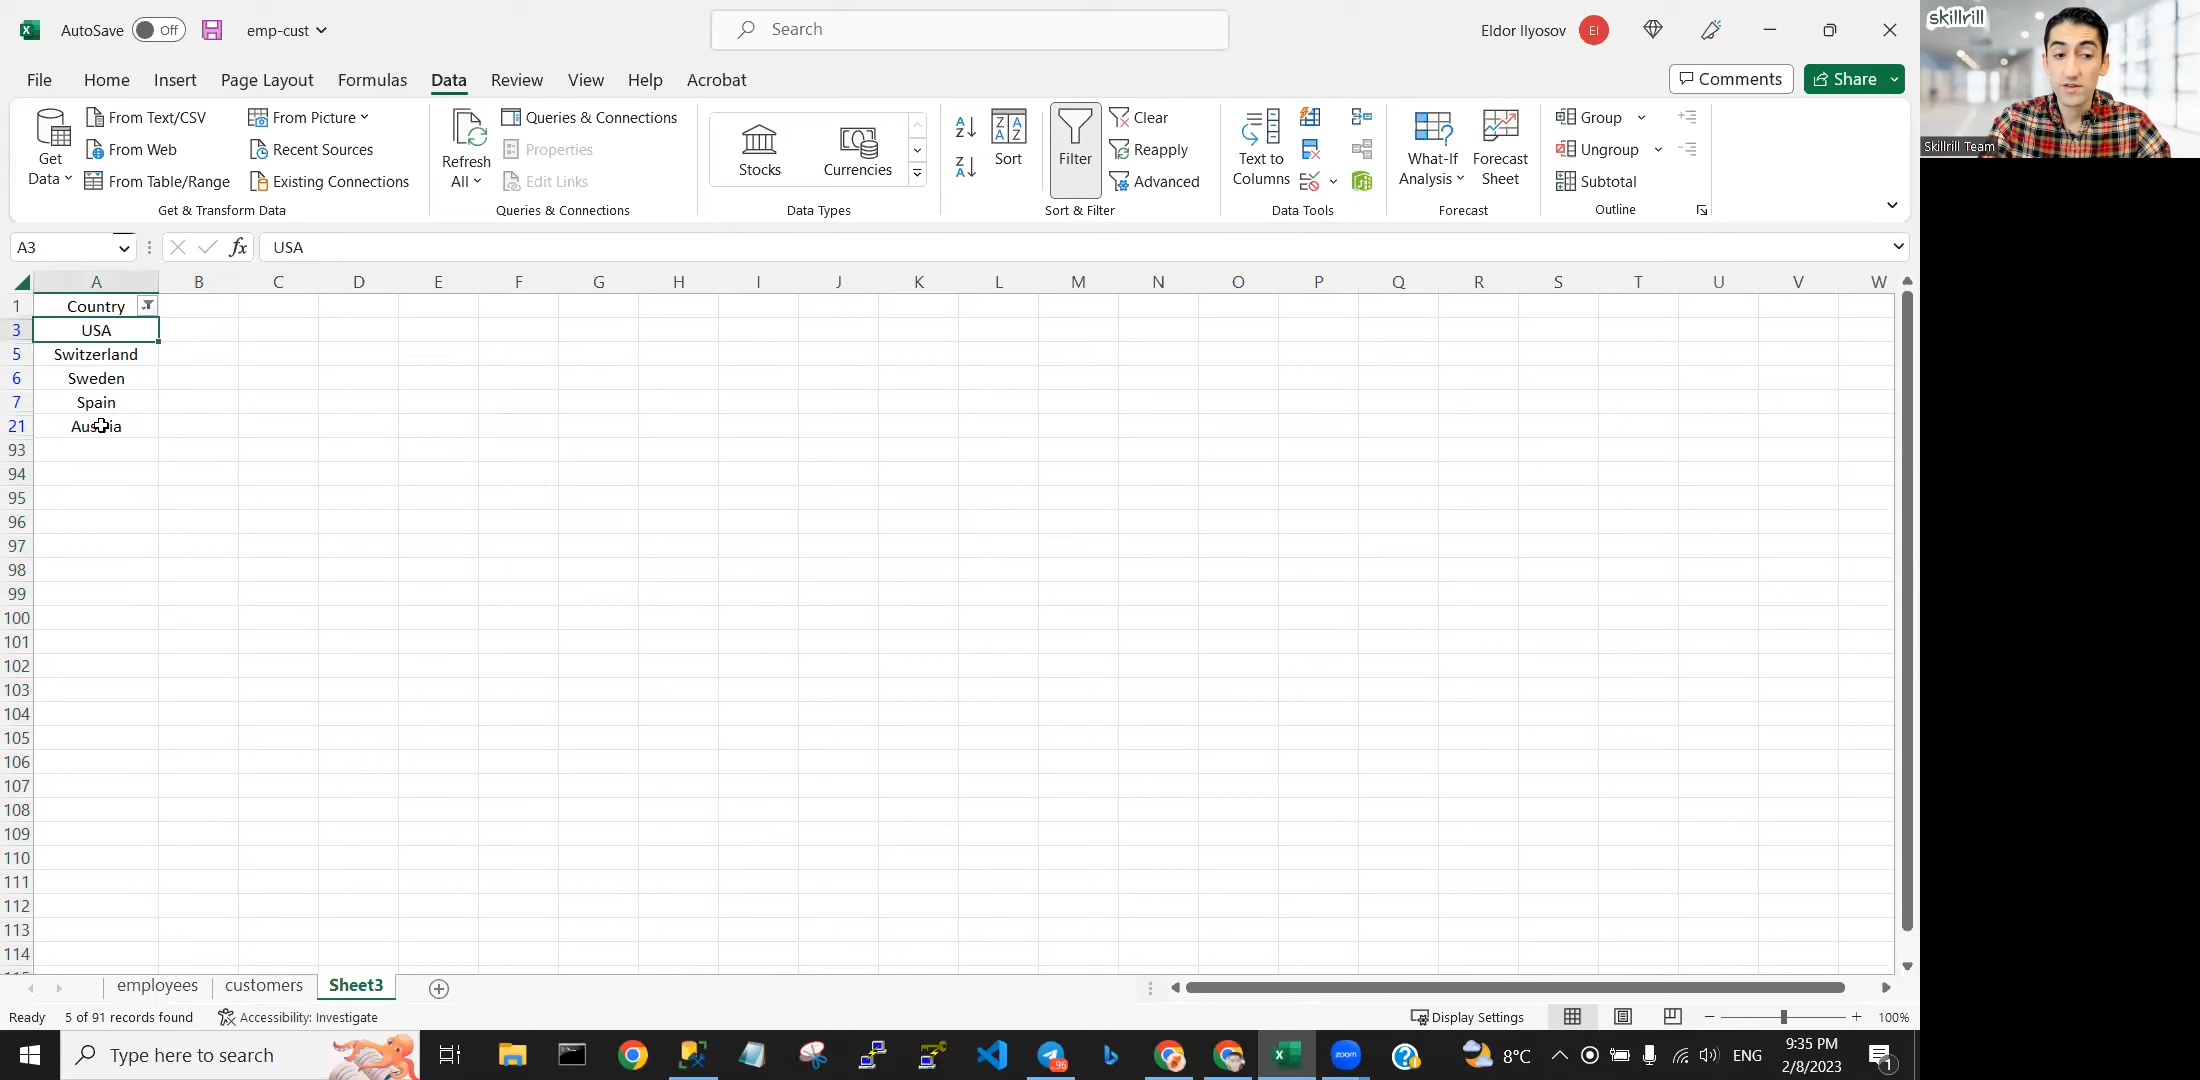 AutoSave Off emp-cust Search Eldor Ilyosov EI
skillrill
File Home Insert Page Layout Formulas Data Review View Help Acrobat Comments Share
Get Data
From Text/CSV
From Web
From Table/Range
From Picture
Recent Sources
Existing Connections
Get & Transform Data
Refresh All
Queries & Connections
Properties
Edit Links
Queries & Connections
Stocks
Currencies
Data Types
Sort
Filter
Clear
Reapply
Advanced
Sort & Filter
Text to Columns
Data Tools
What-If Analysis
Forecast Sheet
Forecast
Group
Ungroup
Subtotal
Outline
Skillrill Team
A3 fx USA
A B C D E F G H I J K L M N O P Q R S T U V W
1 Country
3 USA
5 Switzerland
6 Sweden
7 Spain
21
93
94
95
96
97
98
99
100
101
102
103
104
105
106
107
108
109
110
111
112
113
114
employees customers Sheet3
Ready 5 of 91 records found Accessibility: Investigate Display Settings 100%
Type here to search zoom 8°C ENG 9:35 PM
2/8/2023 1